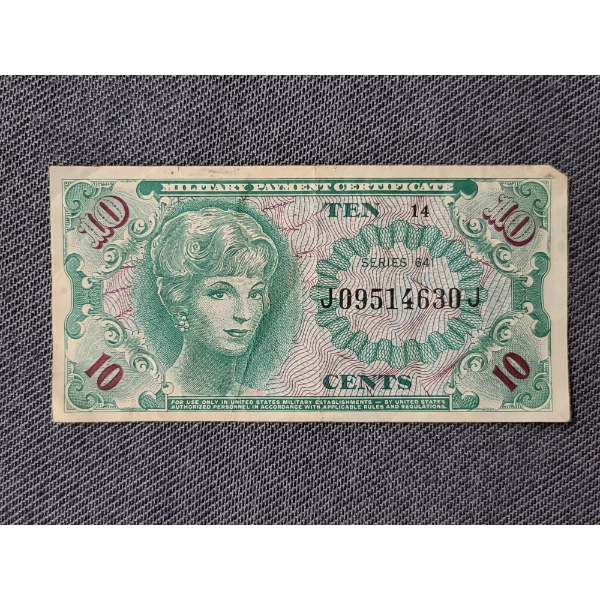 MILITARY PAYMENT CERTIFICATE
10 TEN 14 10
SERIES 641
J09514630J
10 CENTS 10
FOR USE ONLY IN UNITED STATES MILITARY ESTABLISHMENTS — BY UNITED STATES
AUTHORIZED PERSONNEL IN ACCORDANCE WITH APPLICABLE RULES AND REGULATIONS.